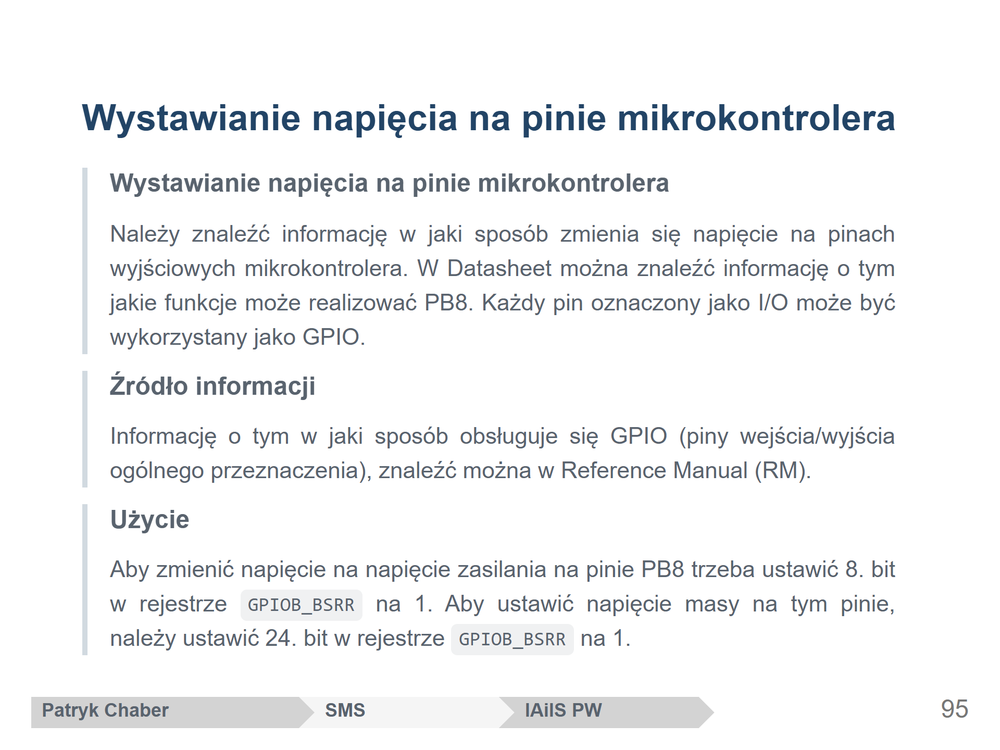 Wystawianie napięcia na pinie mikrokontrolera
Wystawianie napięcia na pinie mikrokontrolera
Należy znaleźć informację w jaki sposób zmienia się napięcie na pinach
wyjściowych mikrokontrolera. W Datasheet można znaleźć informację o tym
jakie funkcje może realizować PB8. Każdy pin oznaczony jako I/O może być
wykorzystany jako GPIO.
Źródło informacji
Informację o tym w jaki sposób obsługuje się GPIO (piny wejścia/wyjścia
ogólnego przeznaczenia), znaleźć można w Reference Manual (RM).
Użycie
Aby zmienić napięcie na napięcie zasilania na pinie PB8 trzeba ustawić 8. bit
w rejestrze GPIOB_BSRR na 1. Aby ustawić napięcie masy na tym pinie,
należy ustawić 24. bit w rejestrze GPIOB_BSRR na 1.
Patryk Chaber SMS IAiIS PW 95